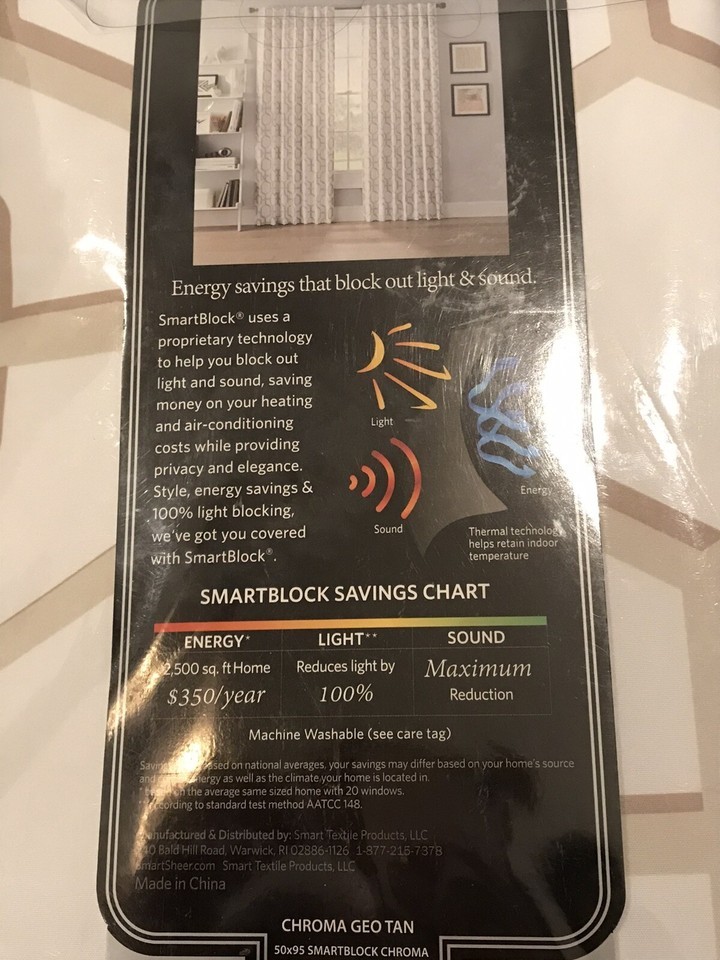 Energy savings that block out light & sound.
SmartBlock® uses a
proprietary technology
to help you block out
light and sound, saving
money on your heating
and air-conditioning
costs while providing
privacy and elegance.
Style, energy savings &
100% light blocking,
we've got you covered
with SmartBlock®.
Light
Sound
Energy
Thermal technology
helps retain indoor
temperature
SMARTBLOCK SAVINGS CHART
ENERGY* LIGHT** SOUND
2,500 sq. ft Home Reduces light by Maximum
$350/year 100% Reduction
Machine Washable (see care tag)
based on national averages, your savings may differ based on your home's source
and energy as well as the climate your home is located in.
the average same sized home with 20 windows.
according to standard test method AATCC 148.
Manufactured & Distributed by: Smart Textile Products, LLC
Bald Hill Road, Warwick, RI 02886-1126 1-877-215-7378
SmartSheer.com Smart Textile Products, LLC
Made in China
CHROMA GEO TAN
50x95 SMARTBLOCK CHROMA